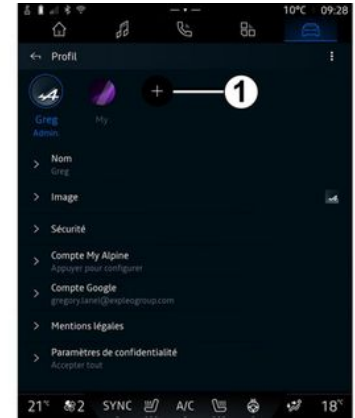 10°C 09:28
Profil
1
Greg
Admin.
My
Nom
Greg
Image
Sécurité
Compte My Alpine
Appuyer pour configurer
Compte Google
gregory.lanel@expleogroup.com
Mentions légales
Paramètres de confidentialité
Accepter tout
21° 2 SYNC A/C 18°